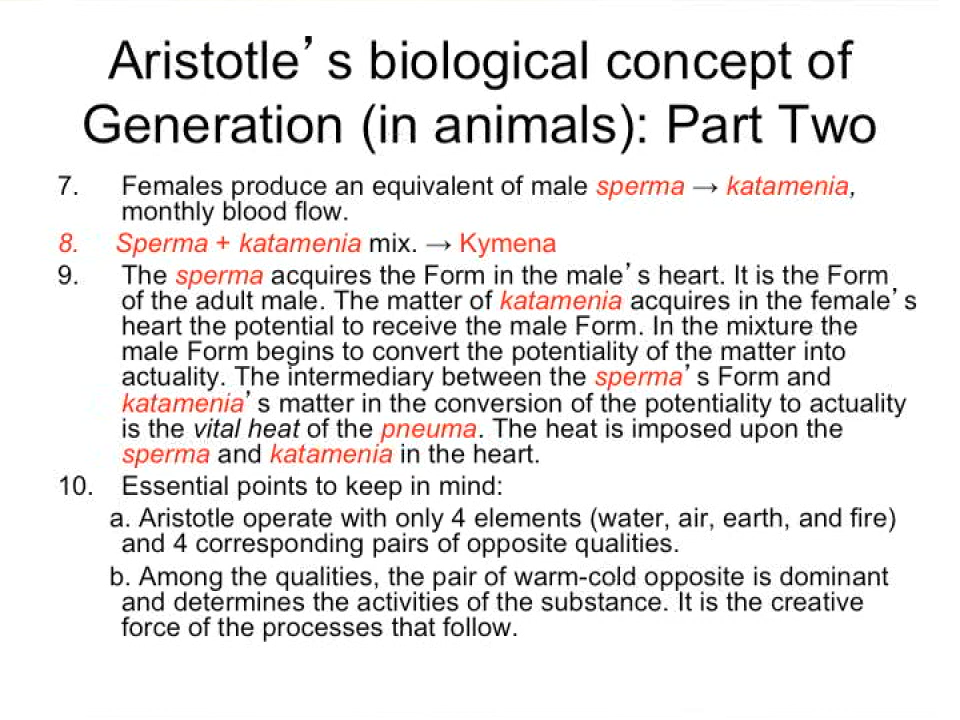 Aristotle’s biological concept of
Generation (in animals): Part Two
7. Females produce an equivalent of male sperma → katamenia,
monthly blood flow.
8. Sperma + katamenia mix. → Kymena
9. The sperma acquires the Form in the male’s heart. It is the Form
of the adult male. The matter of katamenia acquires in the female’s
heart the potential to receive the male Form. In the mixture the
male Form begins to convert the potentiality of the matter into
actuality. The intermediary between the sperma’s Form and
katamenia’s matter in the conversion of the potentiality to actuality
is the vital heat of the pneuma. The heat is imposed upon the
sperma and katamenia in the heart.
10. Essential points to keep in mind:
a. Aristotle operate with only 4 elements (water, air, earth, and fire)
and 4 corresponding pairs of opposite qualities.
b. Among the qualities, the pair of warm-cold opposite is dominant
and determines the activities of the substance. It is the creative
force of the processes that follow.